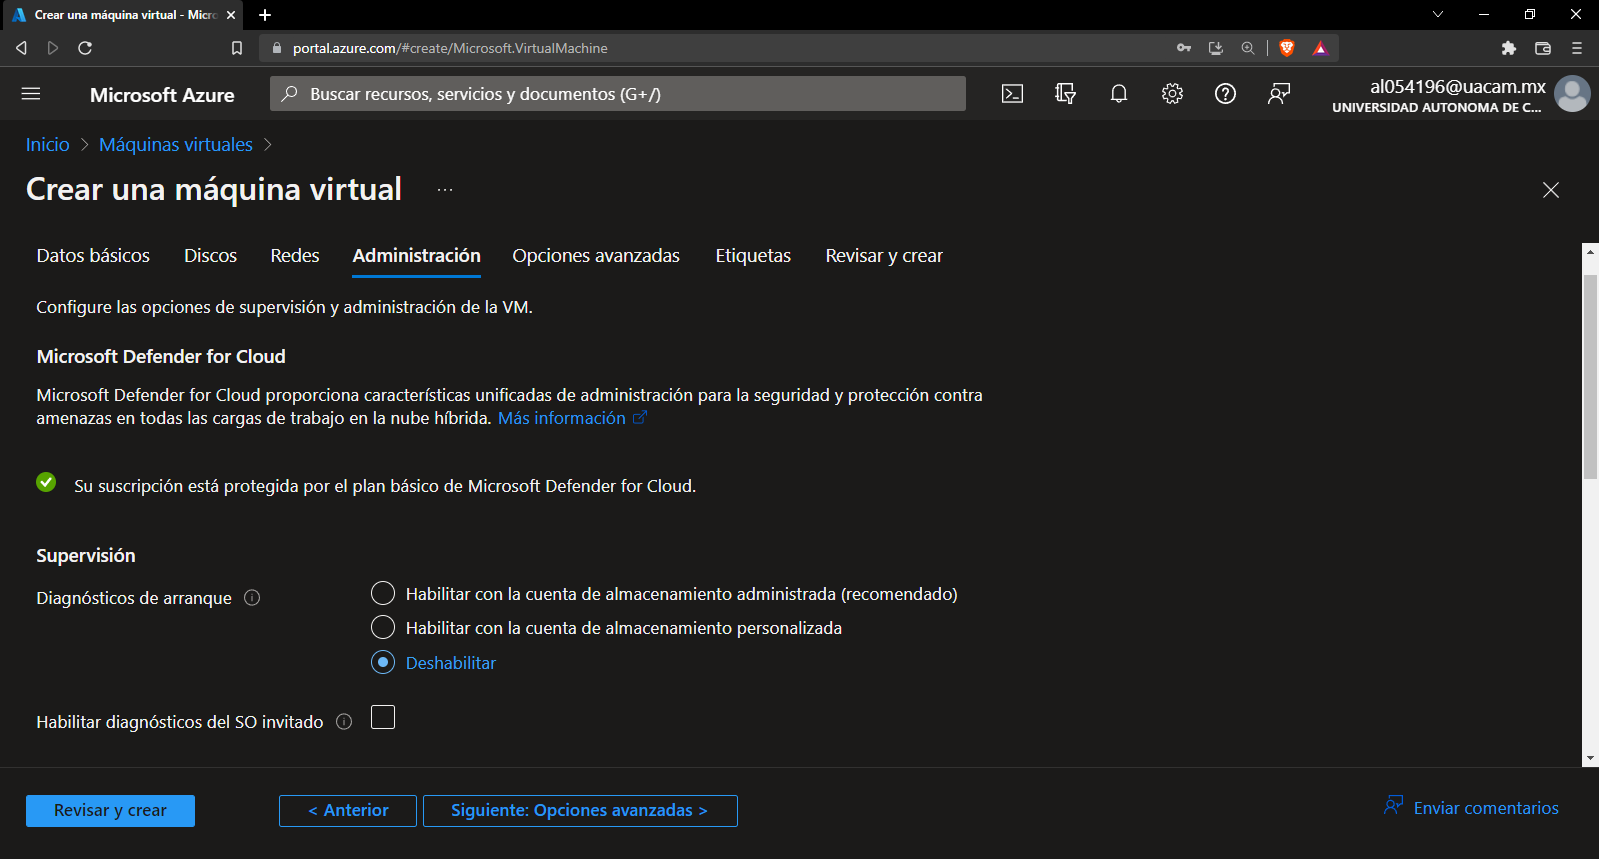 Crear una máquina virtual - Micro
portal.azure.com/#create/Microsoft.VirtualMachine
Microsoft Azure
Buscar recursos, servicios y documentos (G+/)
al054196@uacam.mx
UNIVERSIDAD AUTONOMA DE C...
Inicio > Máquinas virtuales >
Crear una máquina virtual ...
Datos básicos Discos Redes Administración Opciones avanzadas Etiquetas Revisar y crear
Configure las opciones de supervisión y administración de la VM.
Microsoft Defender for Cloud
Microsoft Defender for Cloud proporciona características unificadas de administración para la seguridad y protección contra
amenazas en todas las cargas de trabajo en la nube híbrida. Más información
Su suscripción está protegida por el plan básico de Microsoft Defender for Cloud.
Supervisión
Diagnósticos de arranque
Habilitar con la cuenta de almacenamiento administrada (recomendado)
Habilitar con la cuenta de almacenamiento personalizada
Deshabilitar
Habilitar diagnósticos del SO invitado
Revisar y crear
< Anterior
Siguiente: Opciones avanzadas >
Enviar comentarios